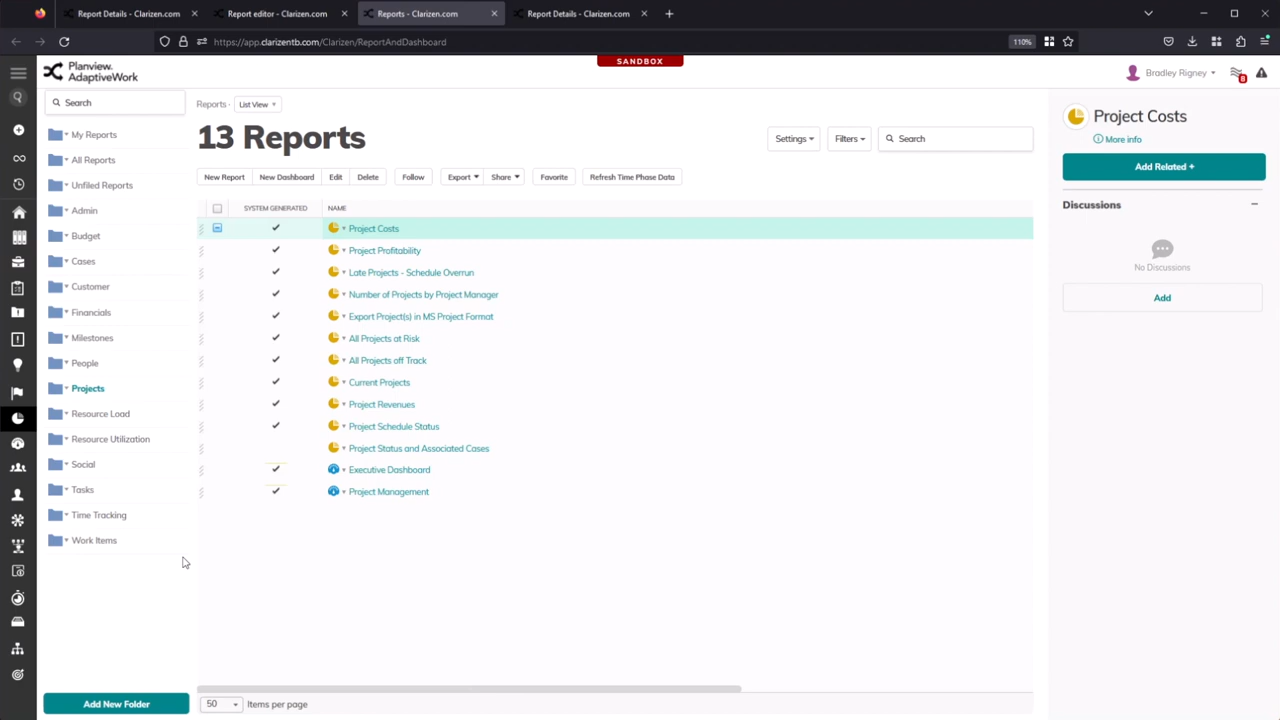 Report Details - Clarizen.com
Report editor - Clarizen.com
Reports - Clarizen.com
Report Details - Clarizen.com
https://app.clarizentb.com/Clarizen/ReportAndDashboard
110%
SANDBOX
Planview.
AdaptiveWork
Bradley Rigney
8
Search
My Reports
All Reports
Unfiled Reports
Admin
Budget
Cases
Customer
Financials
Milestones
People
Projects
Resource Load
Resource Utilization
Social
Tasks
Time Tracking
Work Items
Add New Folder
Reports -
List View
13 Reports
Settings
Filters
Search
New Report
New Dashboard
Edit
Delete
Follow
Export
Share
Favorite
Refresh Time Phase Data
SYSTEM GENERATED
NAME
Project Costs
Project Profitability
Late Projects - Schedule Overrun
Number of Projects by Project Manager
Export Project(s) in MS Project Format
All Projects at Risk
All Projects off Track
Current Projects
Project Revenues
Project Schedule Status
Project Status and Associated Cases
Executive Dashboard
Project Management
50
Items per page
Project Costs
More info
Add Related +
Discussions
No Discussions
Add